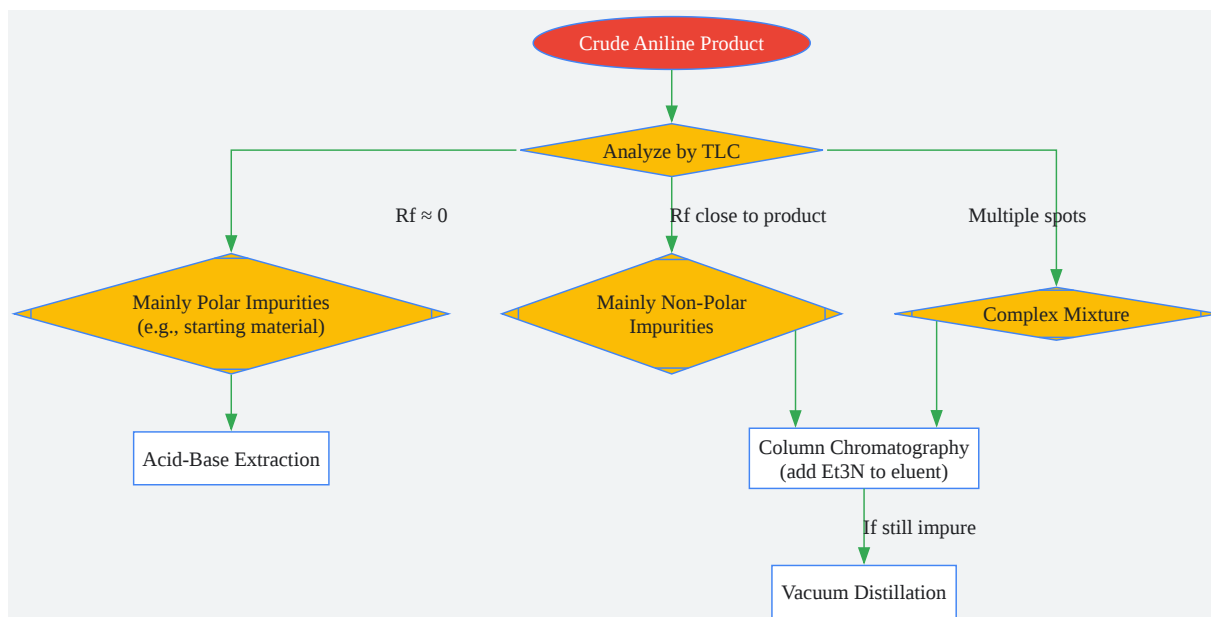 Crude Aniline Product
Analyze by TLC
Rf ≈ 0
Rf close to product
Multiple spots
Mainly Polar Impurities
(e.g., starting material)
Mainly Non-Polar
Impurities
Complex Mixture
Acid-Base Extraction
Column Chromatography
(add Et3N to eluent)
If still impure
Vacuum Distillation